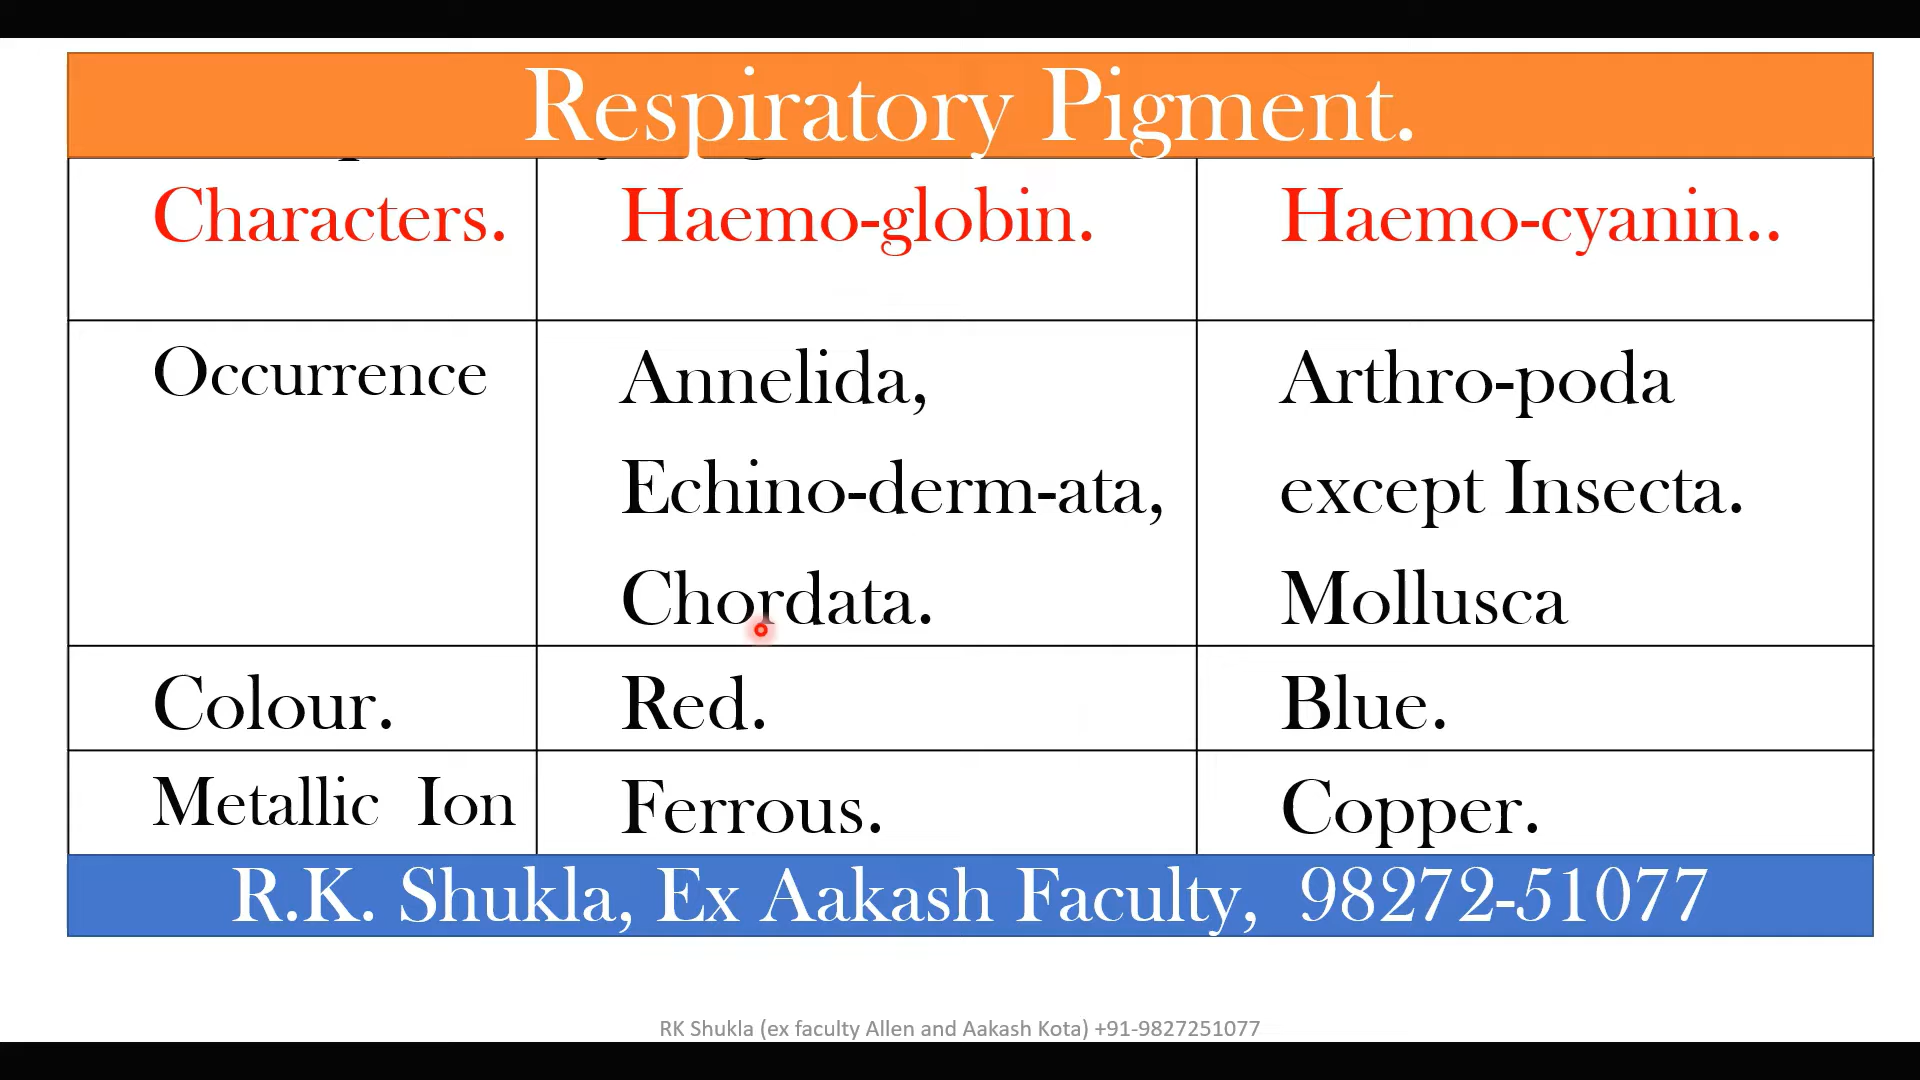 Respiratory Pigment.
Characters. Haemo-globin. Haemo-cyanin..
Occurrence Annelida, Arthro-poda
Echino-derm-ata, except Insecta.
Chordata. Mollusca
Colour. Red. Blue.
Metallic Ion Ferrous. Copper.
R.K. Shukla, Ex Aakash Faculty, 98272-51077
RK Shukla (ex faculty Allen and Aakash Kota) +91-9827251077